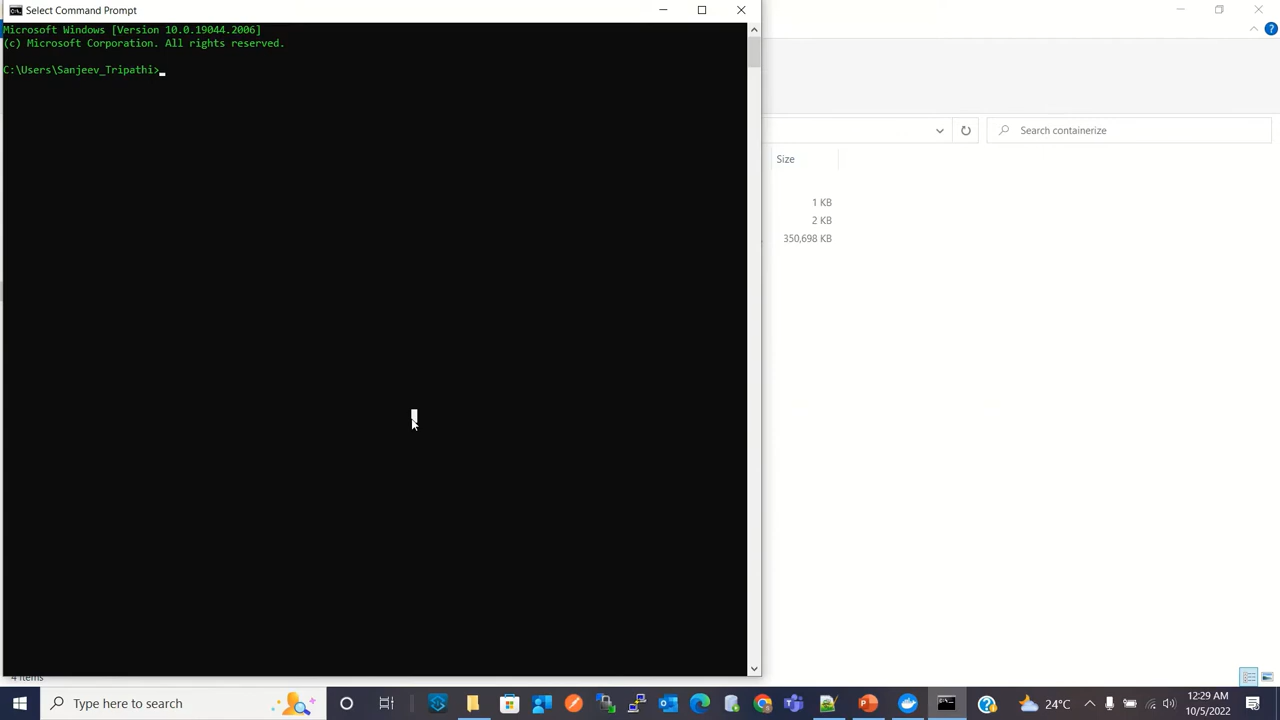 Select Command Prompt
Microsoft Windows [Version 10.0.19044.2006]
(c) Microsoft Corporation. All rights reserved.
C:\Users\Sanjeev_Tripathi>
Search containerize
Size
1 KB
2 KB
350,698 KB
4 items
Type here to search
24°C
12:29 AM
10/5/2022